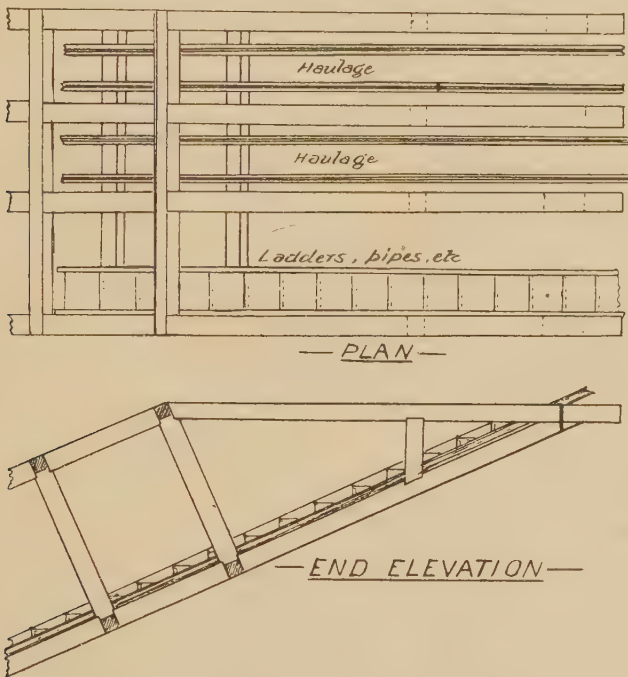 Haulage
Haulage
Ladders, pipes, etc
— PLAN —
— END ELEVATION —